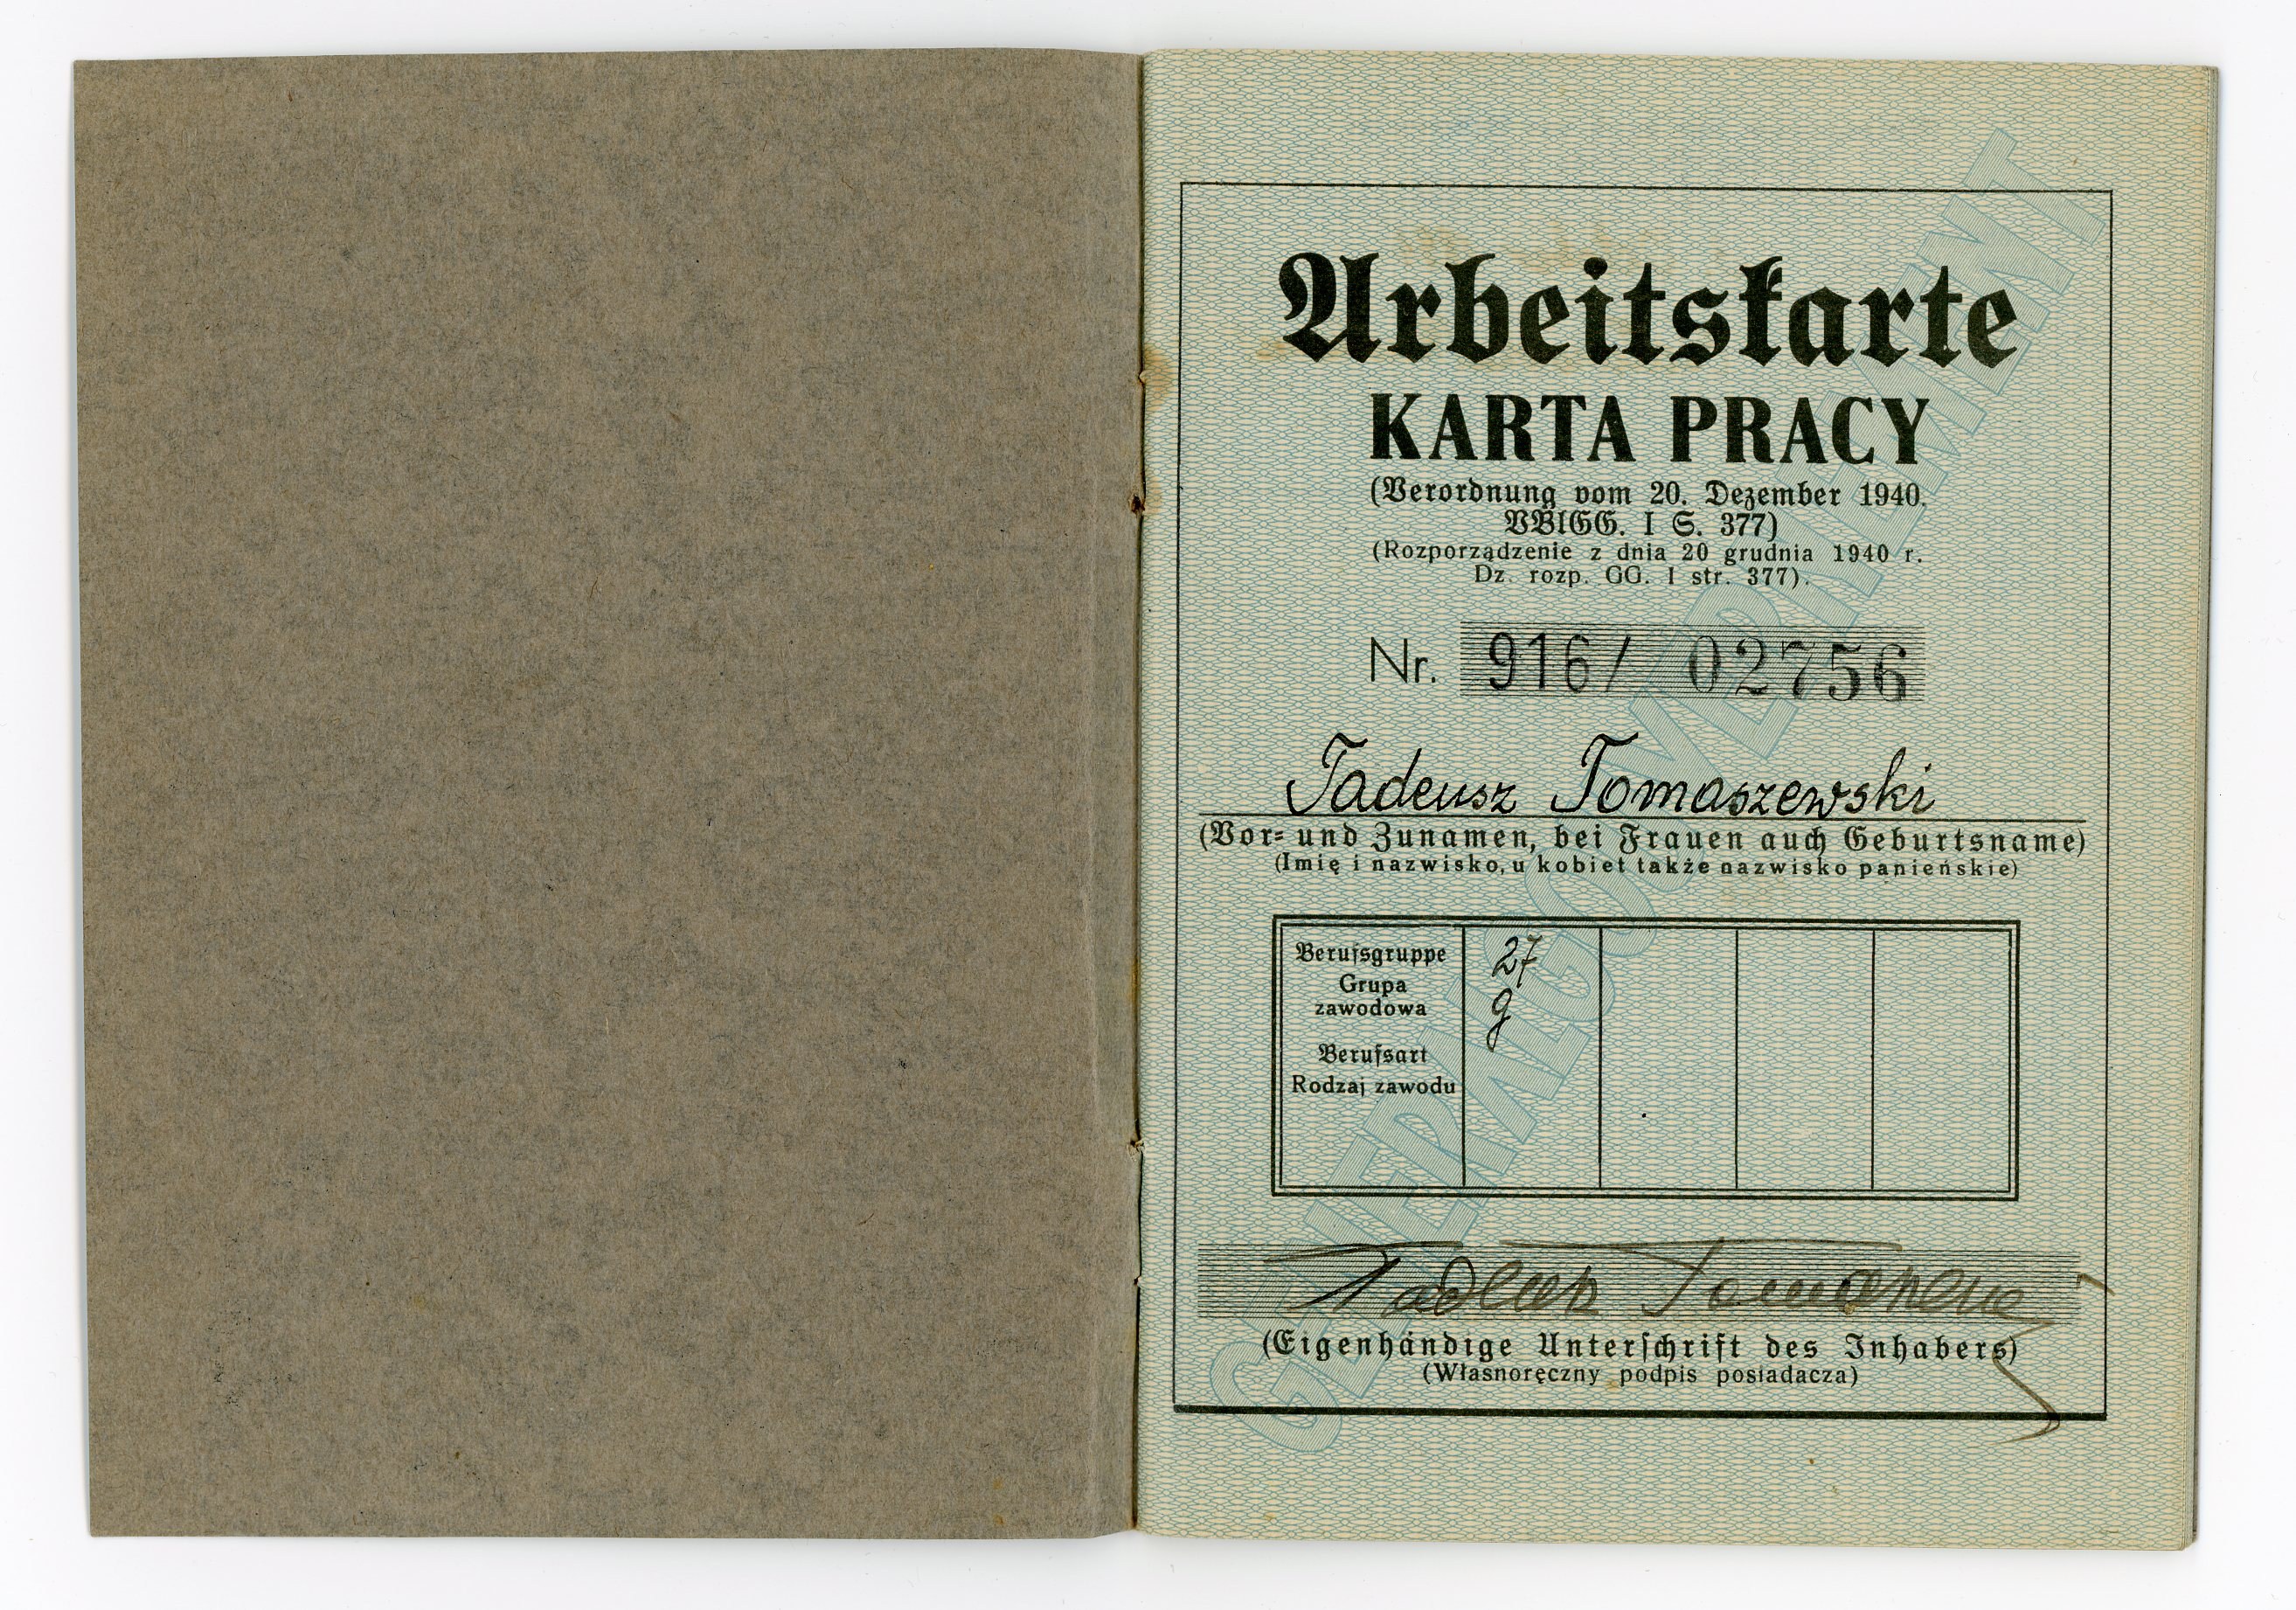 Arbeitskarte
KARTA PRACY
(Verordnung vom 20. Dezember 1940.
VBlGG. I S. 377)
(Rozporządzenie z dnia 20 grudnia 1940 r.
Dz. rozp. GG. I str. 377).
Nr. 916/ 02756
Tadeusz Tomaszewski
(Vor- und Zunamen, bei Frauen auch Geburtsname)
(Imię i nazwisko, u kobiet także nazwisko panieńskie)
Berufsgruppe 27
Grupa
zawodowa g
Berufsart
Rodzaj zawodu
Tadeusz
(Eigenhändige Unterschrift des Inhabers)
(Własnoręczny podpis posiadacza)
GENERALGOUVERNEMENT